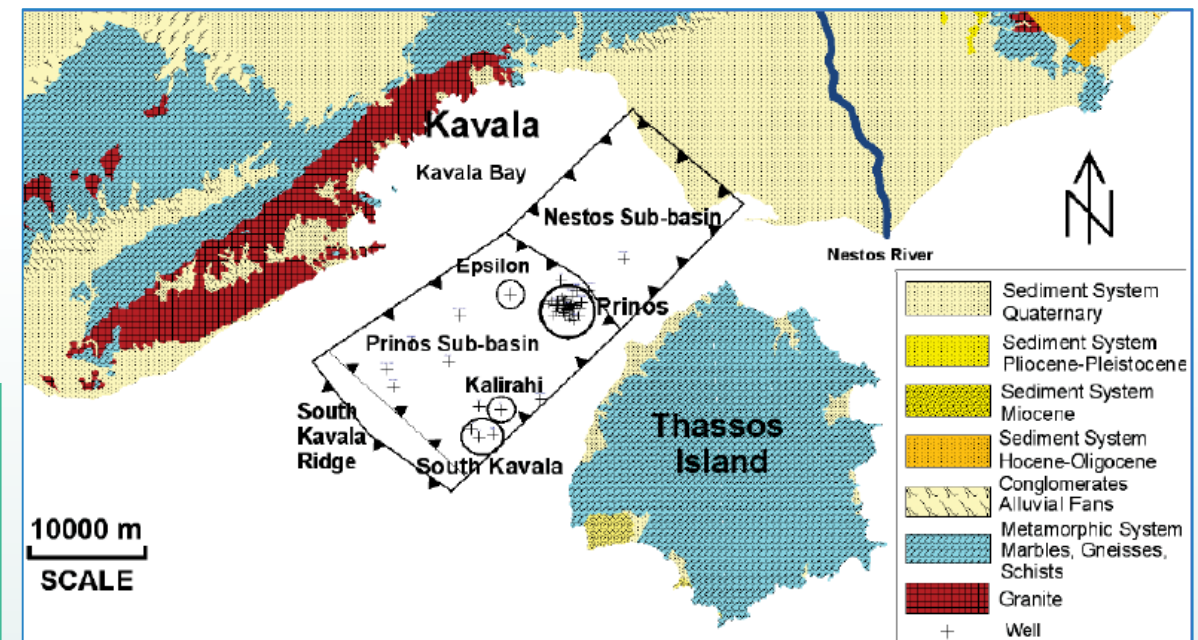 Kavala
Kavala Bay
Nestos Sub-basin
N
Nestos River
Epsilon
Prinos
Prinos Sub-basin
Kalirahi
South
Kavala
Ridge
South Kavala
Thassos
Island
10000 m
SCALE
Sediment System
Quaternary
Sediment System
Pliocene-Pleistocene
Sediment System
Miocene
Sediment System
Hocene-Oligocene
Conglomerates
Alluvial Fans
Metamorphic System
Marbles, Gneisses,
Schists
Granite
Well